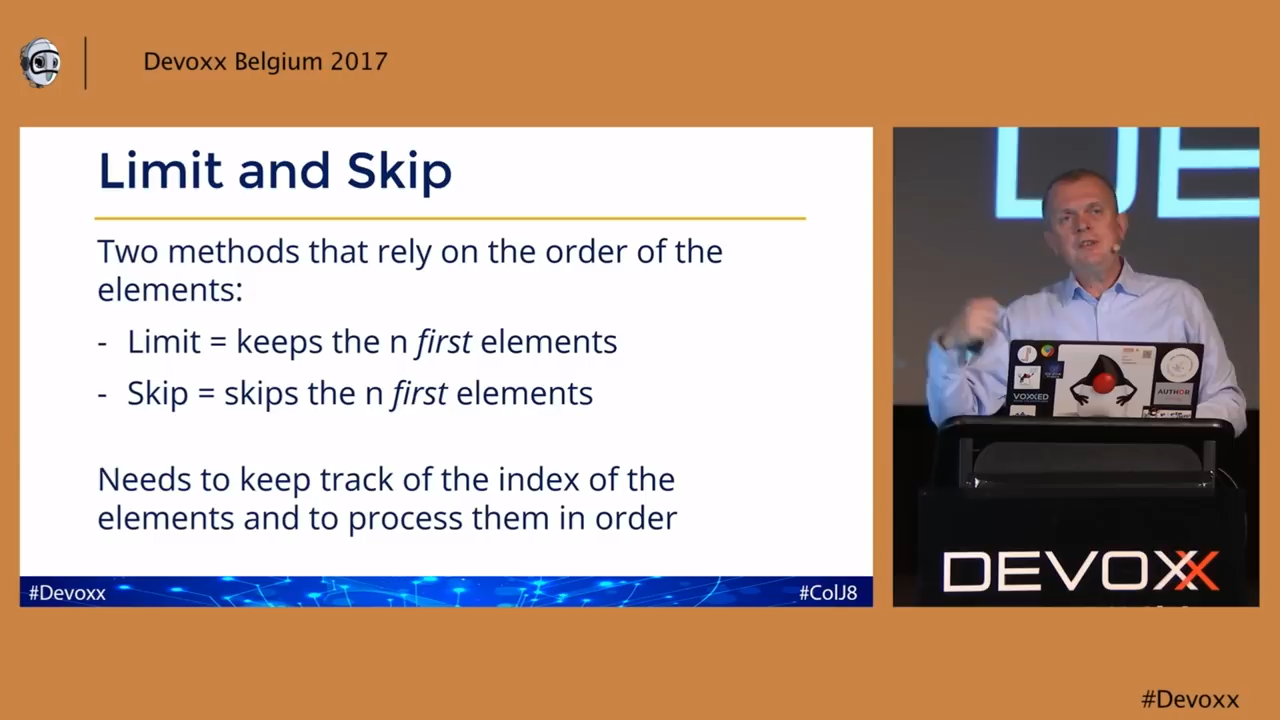 Devoxx Belgium 2017
Limit and Skip
Two methods that rely on the order of the
elements:
- Limit = keeps the n first elements
- Skip = skips the n first elements
Needs to keep track of the index of the
elements and to process them in order
#Devoxx
#ColJ8
DE
VOXXED
AUTHOR
DEVOXX
#Devoxx